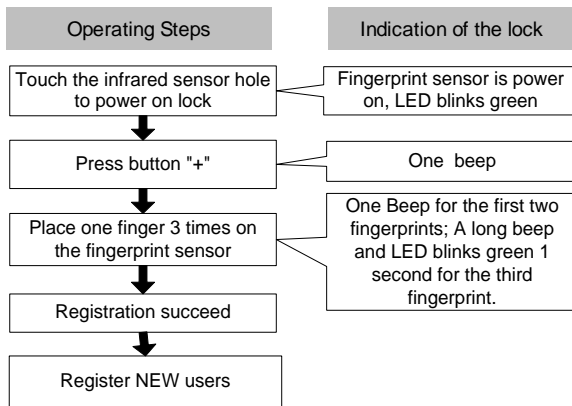 Operating Steps
Indication of the lock
Touch the infrared sensor hole
to power on lock
Fingerprint sensor is power
on, LED blinks green
Press button "+"
One beep
Place one finger 3 times on
the fingerprint sensor
One Beep for the first two
fingerprints; A long beep
and LED blinks green 1
second for the third
fingerprint.
Registration succeed
Register NEW users